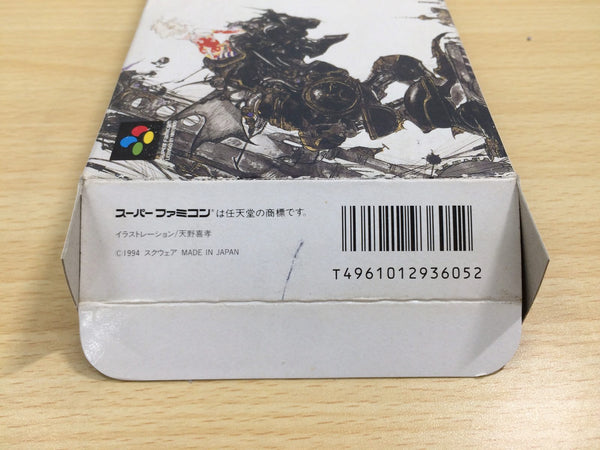 スーパーファミコン®は任天堂の商標です。
イラストレーション/天野喜孝
©1994 スクウェア MADE IN JAPAN
T4961012936052